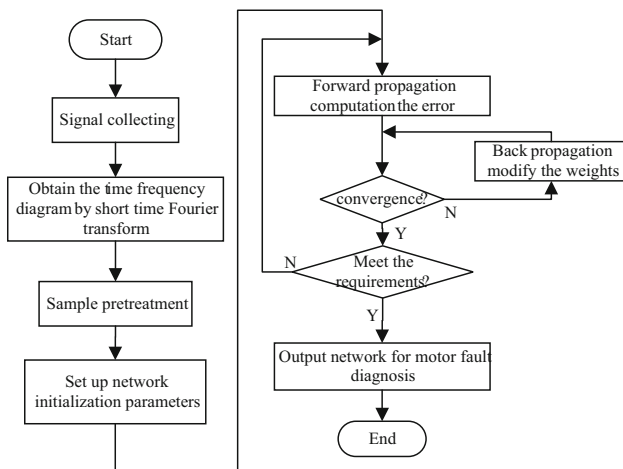 Start
Signal collecting
Obtain the time frequency
diagram by short time Fourier
transform
Sample pretreatment
Set up network
initialization parameters
Forward propagation
computation the error
Back propagation
modify the weights
convergence?
N
Y
Meet the
requirements?
N
Y
Output network for motor fault
diagnosis
End